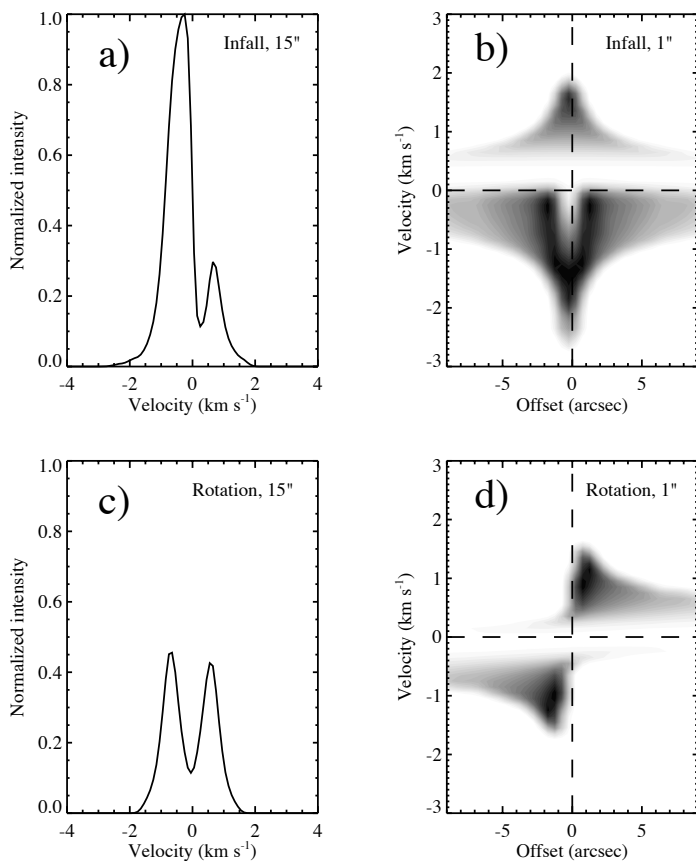 a)
Infall, 15"
Normalized intensity
1.0
0.8
0.6
0.4
0.2
0.0
-4 -2 0 2 4
Velocity (km s-1)
b)
Infall, 1"
Velocity (km s-1)
3
2
1
0
-1
-2
-3
-5 0 5
Offset (arcsec)
c)
Rotation, 15"
Normalized intensity
1.0
0.8
0.6
0.4
0.2
0.0
-4 -2 0 2 4
Velocity (km s-1)
d)
Rotation, 1"
Velocity (km s-1)
3
2
1
0
-1
-2
-3
-5 0 5
Offset (arcsec)